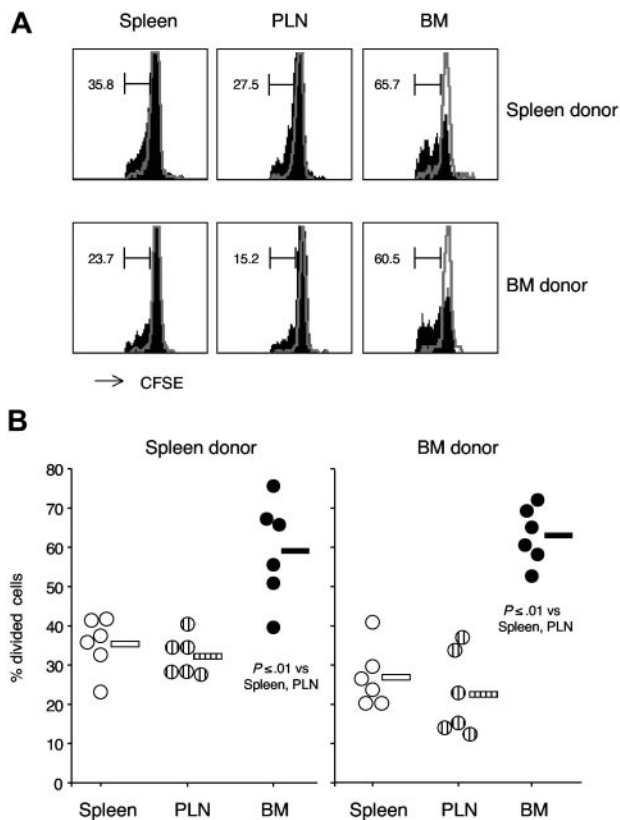 A
Spleen PLN BM
35.8 27.5 65.7
Spleen donor
23.7 15.2 60.5
BM donor
→ CFSE
B
Spleen donor BM donor
% divided cells
80
70
60
50
40
30
20
10
0
P ≤ .01 vs
Spleen, PLN
P ≤ .01 vs
Spleen, PLN
Spleen PLN BM Spleen PLN BM